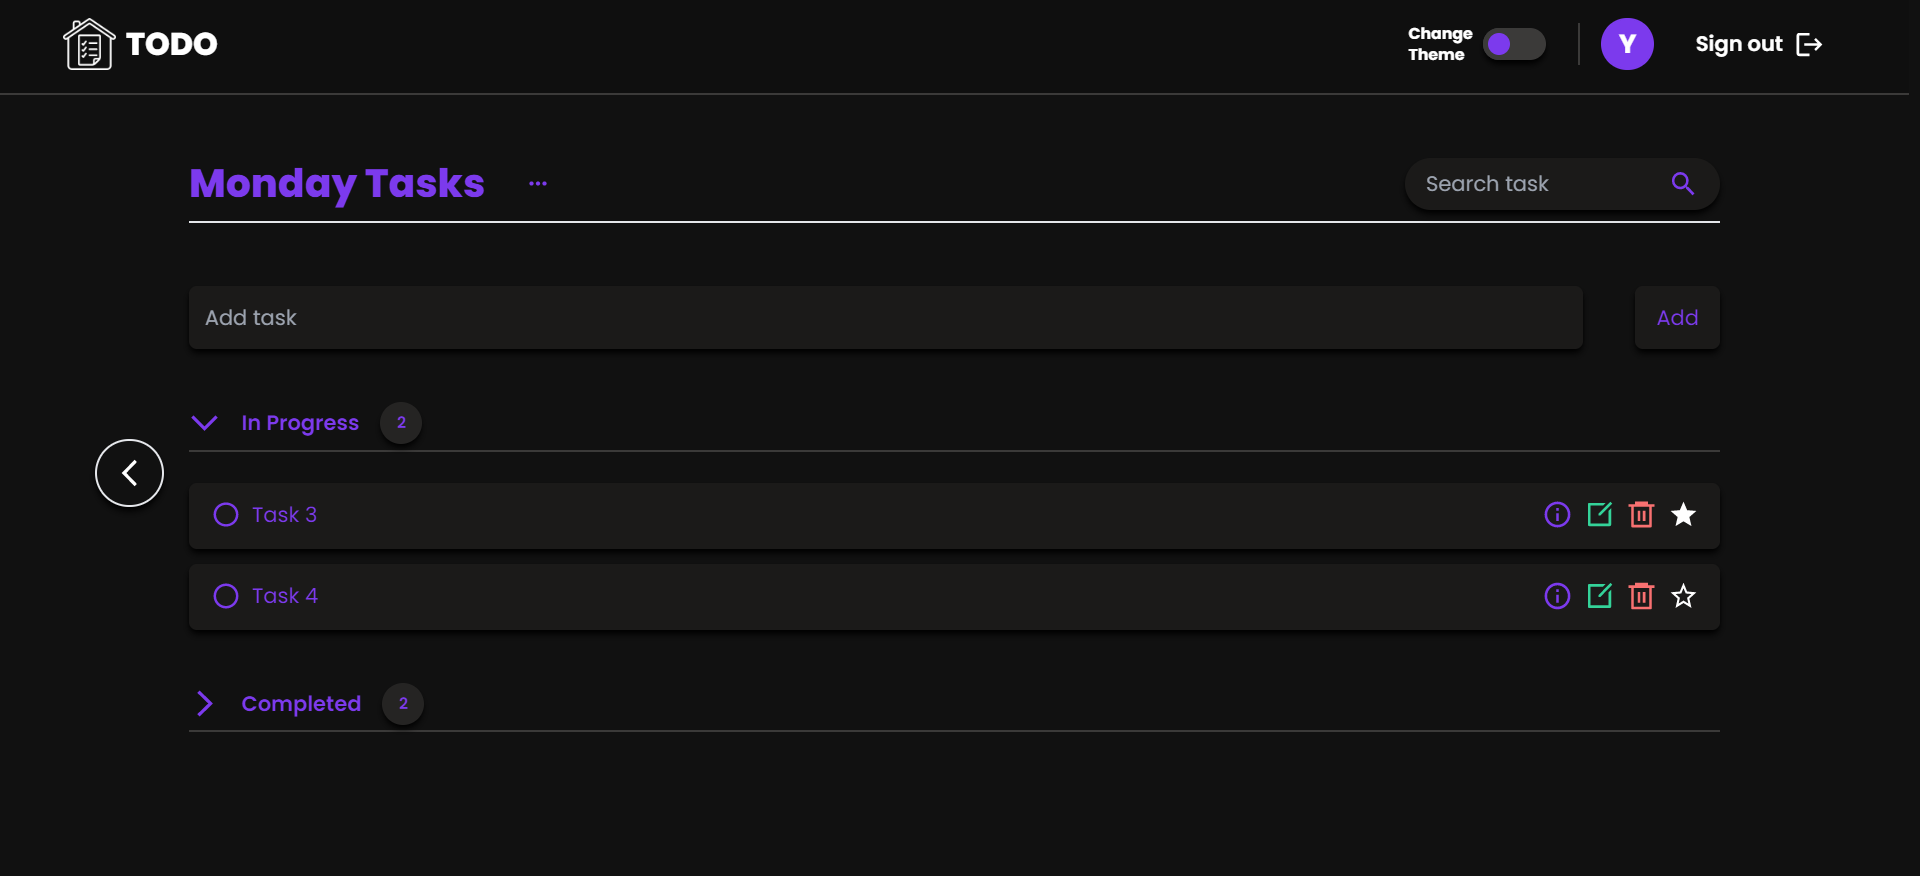 TODO
Change
Theme
Y
Sign out
Monday Tasks
Search task
Add task
Add
In Progress
2
Task 3
Task 4
Completed
2